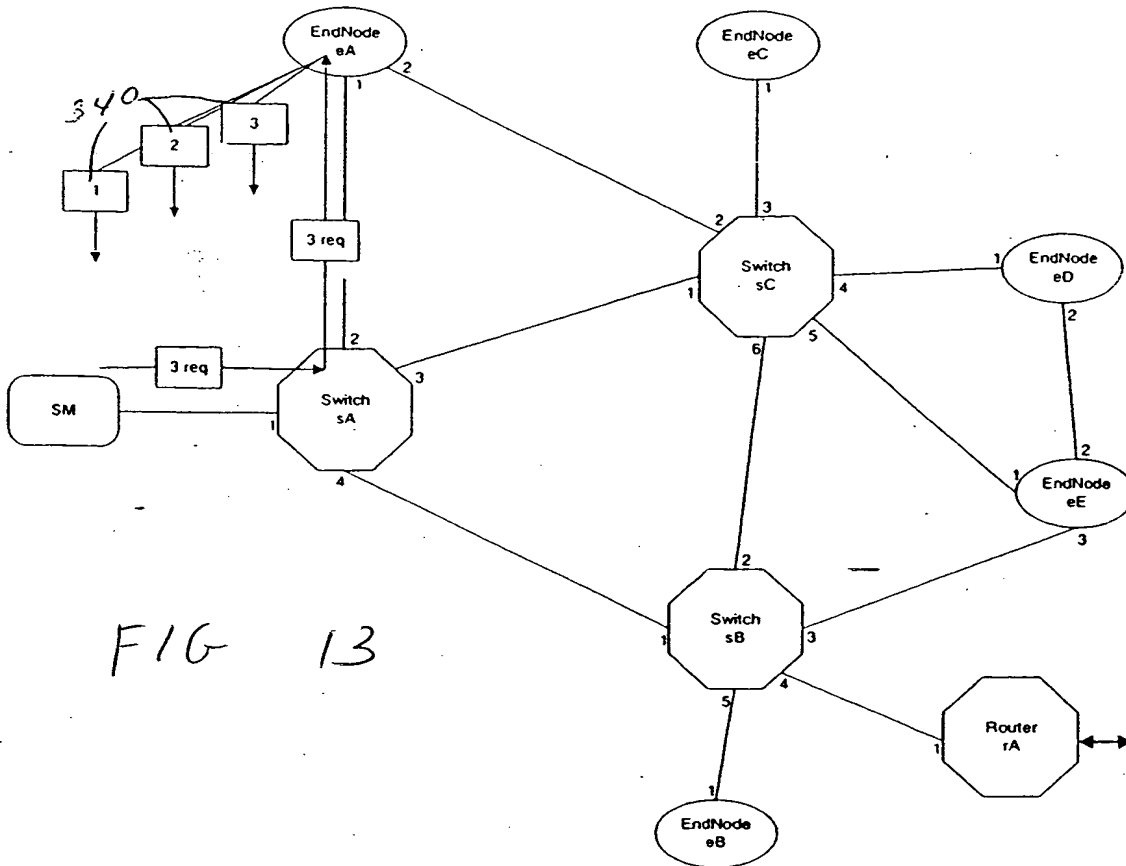 EndNode
eA
1
2
EndNode
eC
1
340
3
2
1
3 req
2
3
Switch
sC
1
4
5
6
1
EndNode
eD
2
3 req
SM
2
3
Switch
sA
1
4
2
1
EndNode
eE
3
2
Switch
sB
1
3
4
5
FIG 13
Router
rA
1
1
EndNode
eB